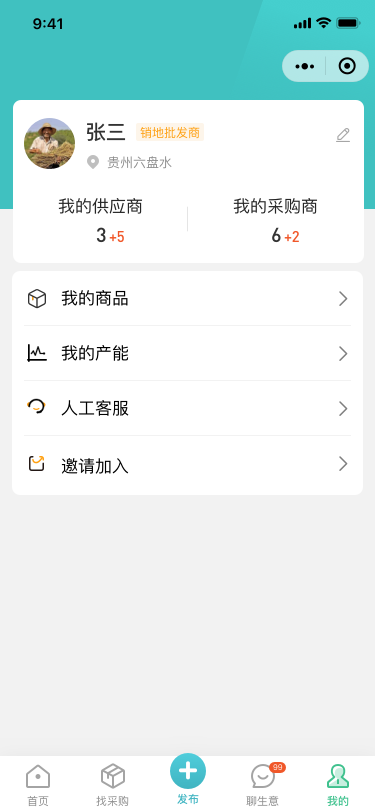 9:41
张三 销地批发商
贵州六盘水
我的供应商 我的采购商
3 +5 6 +2
我的商品
我的产能
人工客服
邀请加入
99
首页 找采购 发布 聊生意 我的